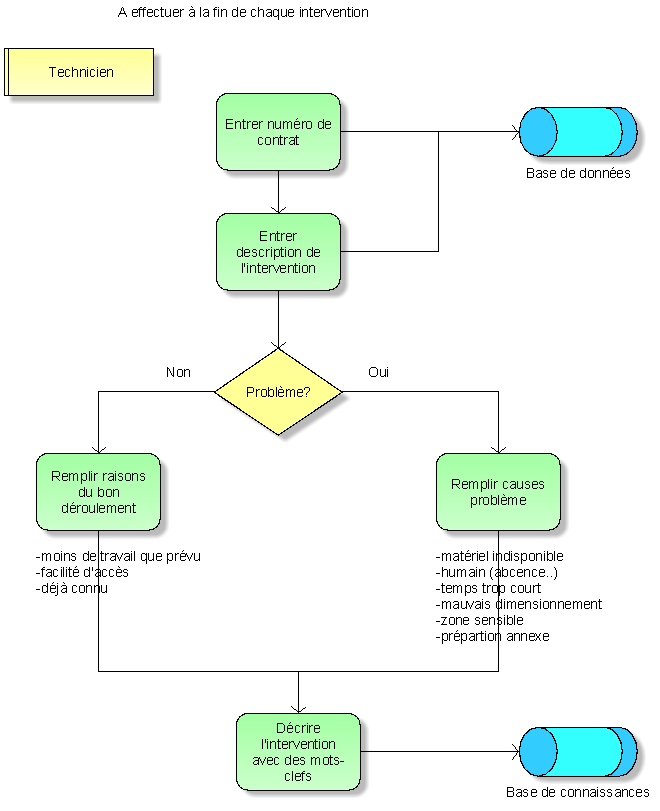 A effectuer à la fin de chaque intervention
Technicien
Entrer numéro de
contrat
Base de données
Entrer
description de
l'intervention
Problème?
Non
Oui
Remplir raisons
du bon
déroulement
-moins de travail que prévu
-facilité d'accès
-déjà connu
Remplir causes
problème
-matériel indisponible
-humain (abcence..)
-temps trop court
-mauvais dimensionnement
-zone sensible
-prépartion annexe
Décrire
l'intervention
avec des mots-
clefs
Base de connaissances